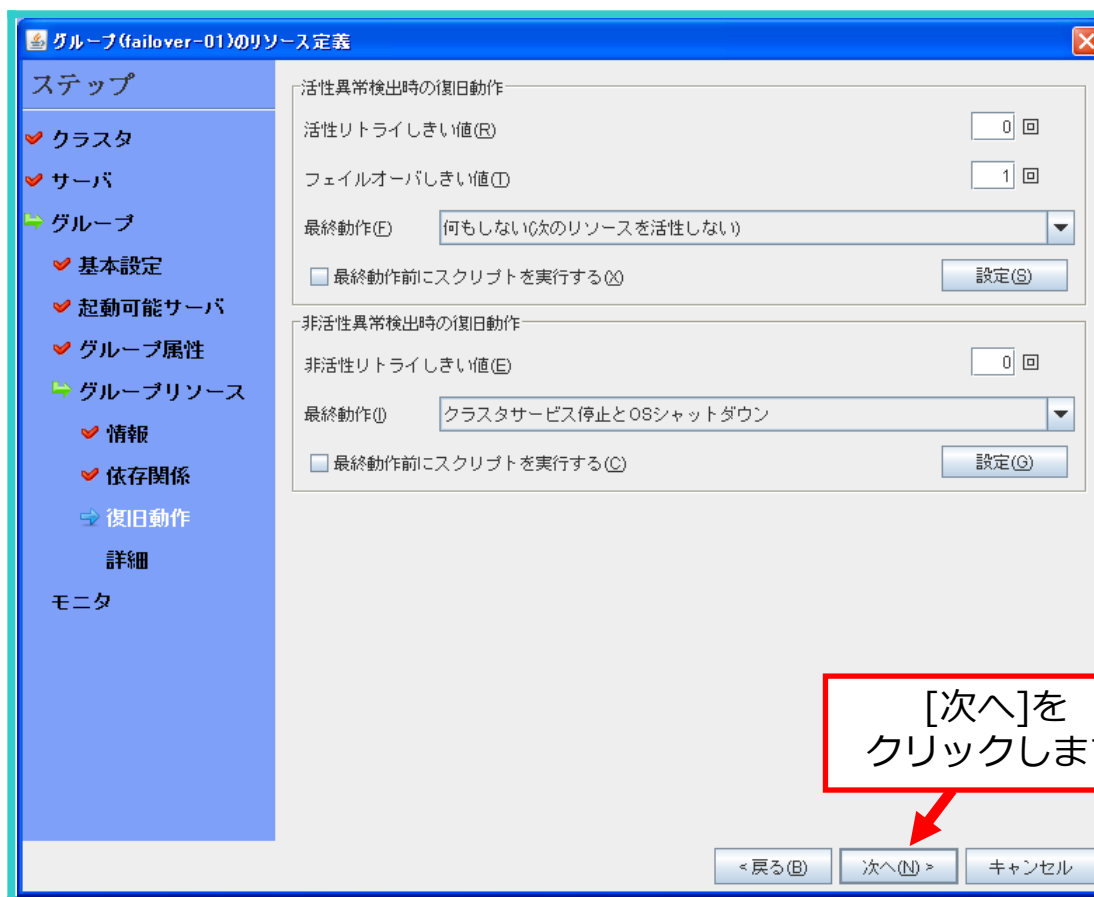 グループ(failover-01)のリソース定義
ステップ
クラスタ
サーバ
グループ
基本設定
起動可能サーバ
グループ属性
グループリソース
情報
依存関係
復旧動作
詳細
モニタ
活性異常検出時の復旧動作
活性リトライしきい値(R) 0 回
フェイルオーバしきい値(T) 1 回
最終動作(F) 何もしない(次のリソースを活性しない)
最終動作前にスクリプトを実行する(X) 設定(S)
非活性異常検出時の復旧動作
非活性リトライしきい値(E) 0 回
最終動作(I) クラスタサービス停止とOSシャットダウン
最終動作前にスクリプトを実行する(C) 設定(G)
[次へ]を
クリックします
<戻る(B) 次へ(N)> キャンセル